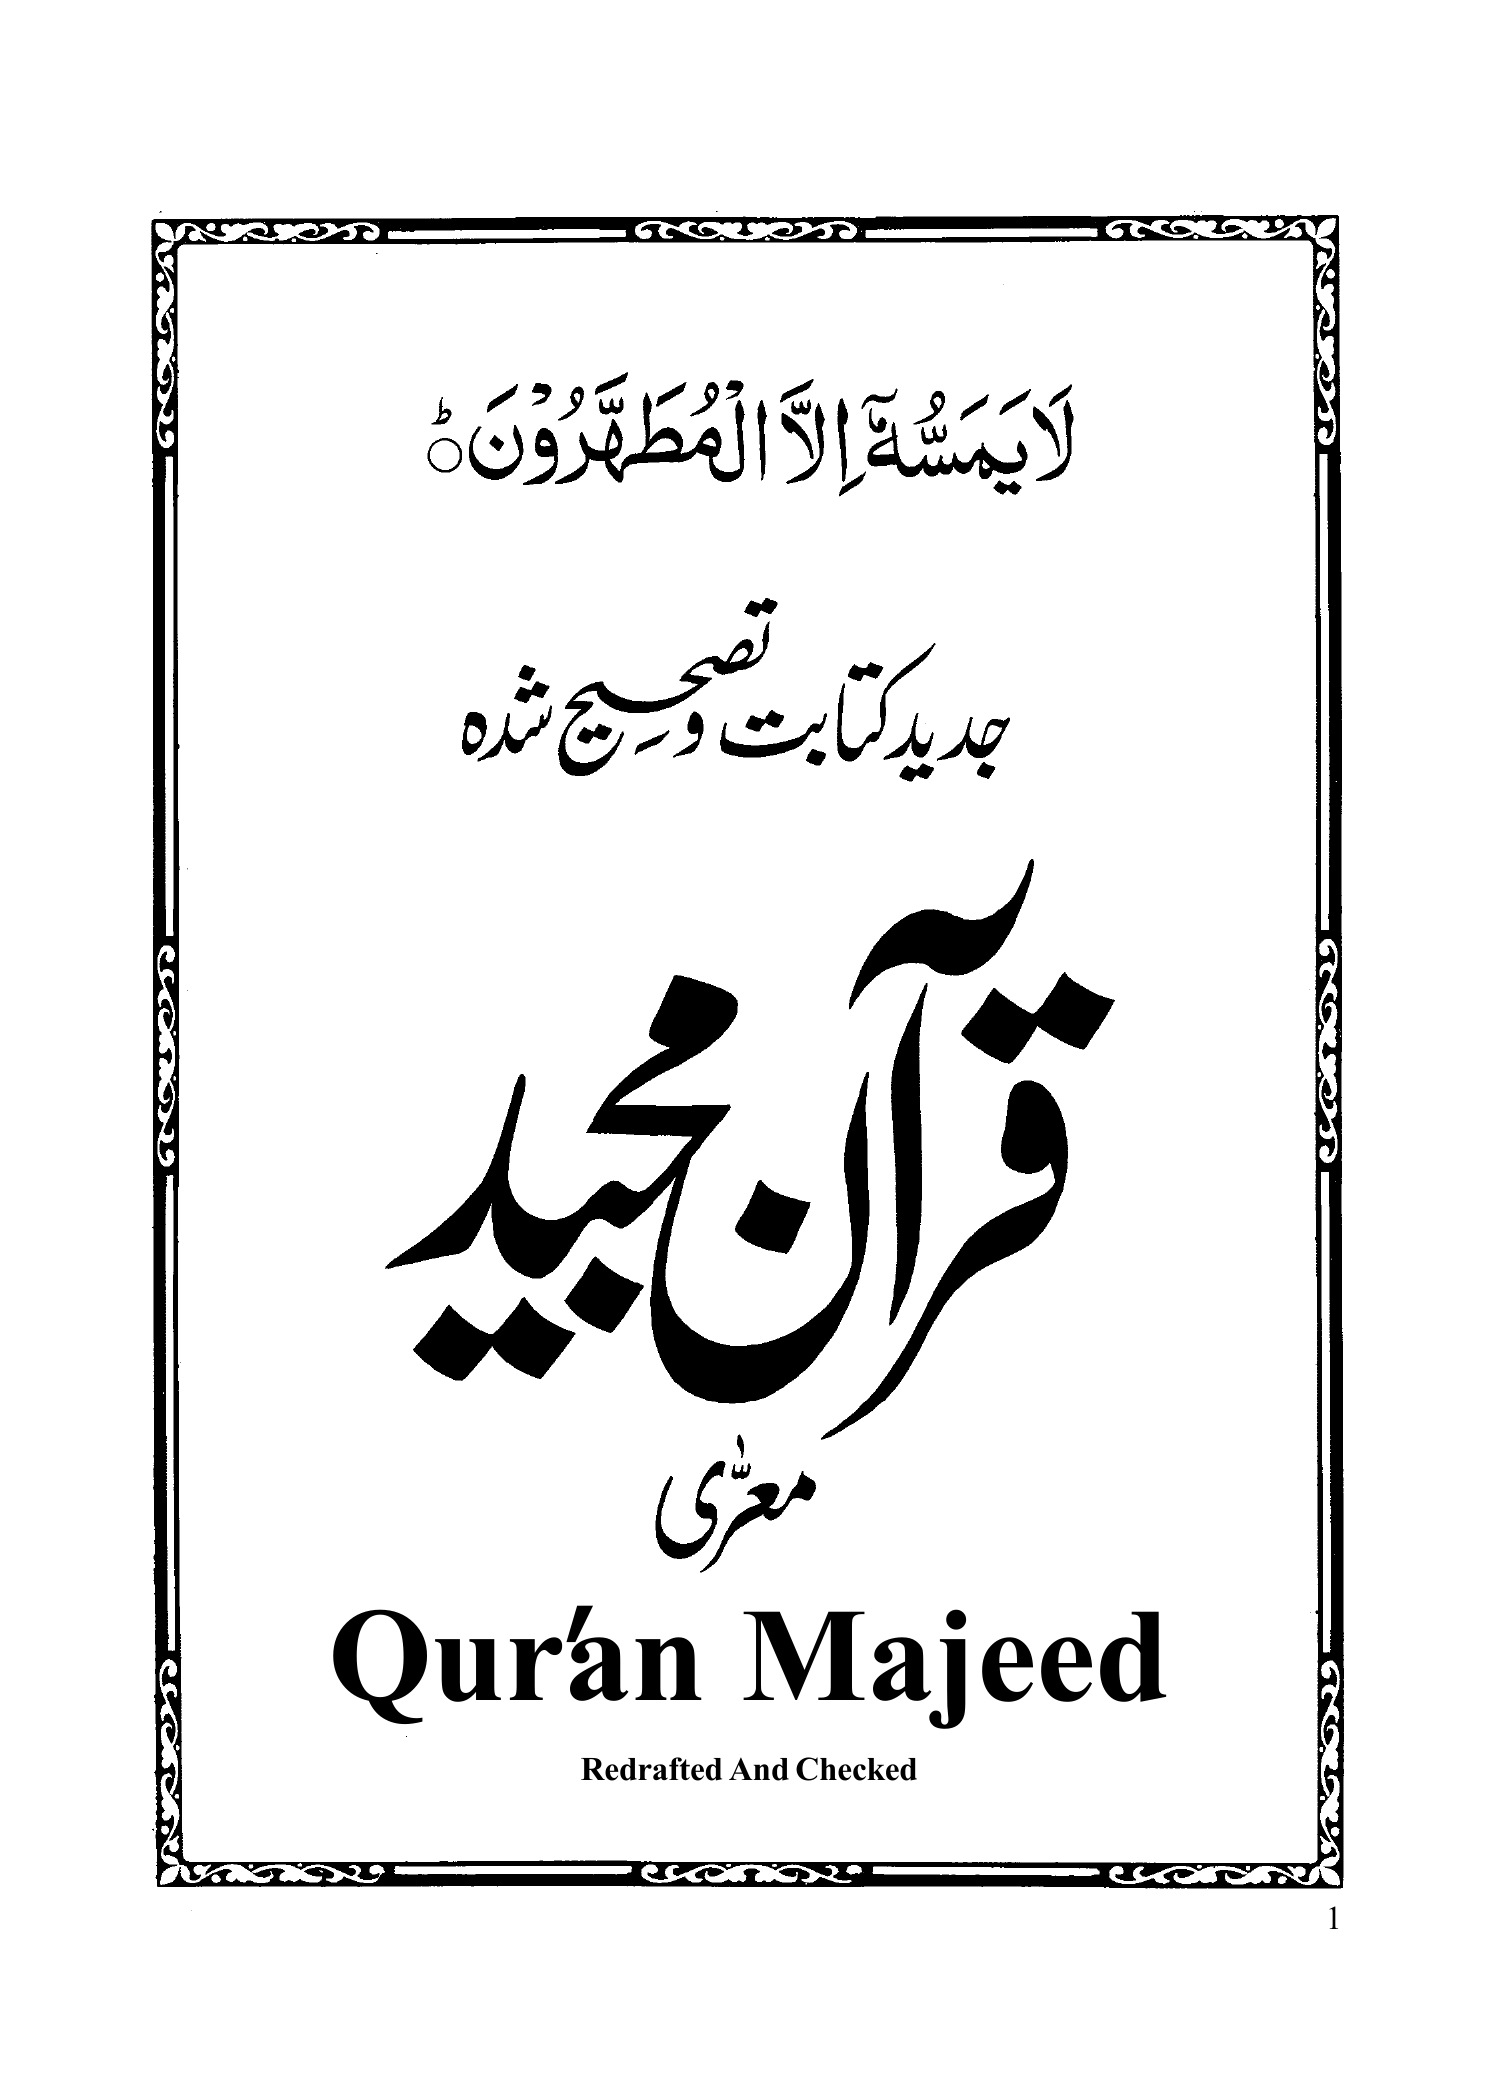 لَا يَمَسُّهٗٓ اِلَّا الْمُطَهَّرُوْنَ ؕ
جدید کتابت و تصحیحِ شدہ
قرآن مجید
معرّٰی
Qur'an Majeed
Redrafted And Checked
1